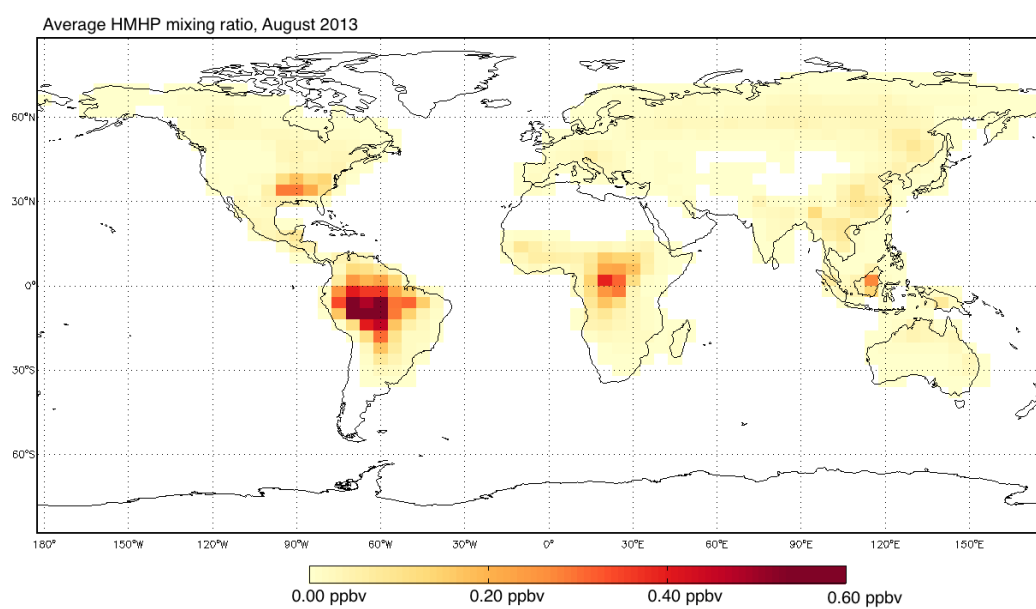 Average HMHP mixing ratio, August 2013
60°N
30°N
0°
30°S
60°S
180° 150°W 120°W 90°W 60°W 30°W 0° 30°E 60°E 90°E 120°E 150°E
0.00 ppbv 0.20 ppbv 0.40 ppbv 0.60 ppbv